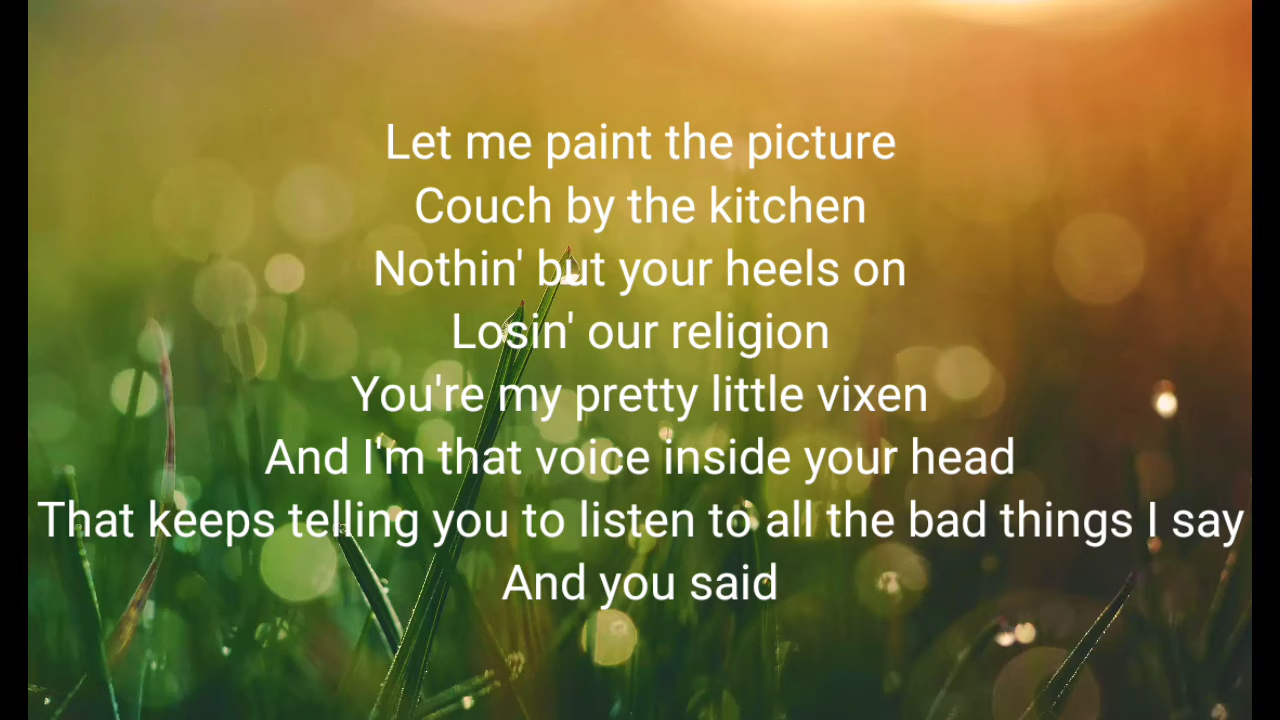 Let me paint the picture
Couch by the kitchen
Nothin' but your heels on
Losin' our religion
You're my pretty little vixen
And I'm that voice inside your head
That keeps telling you to listen to all the bad things I say
And you said